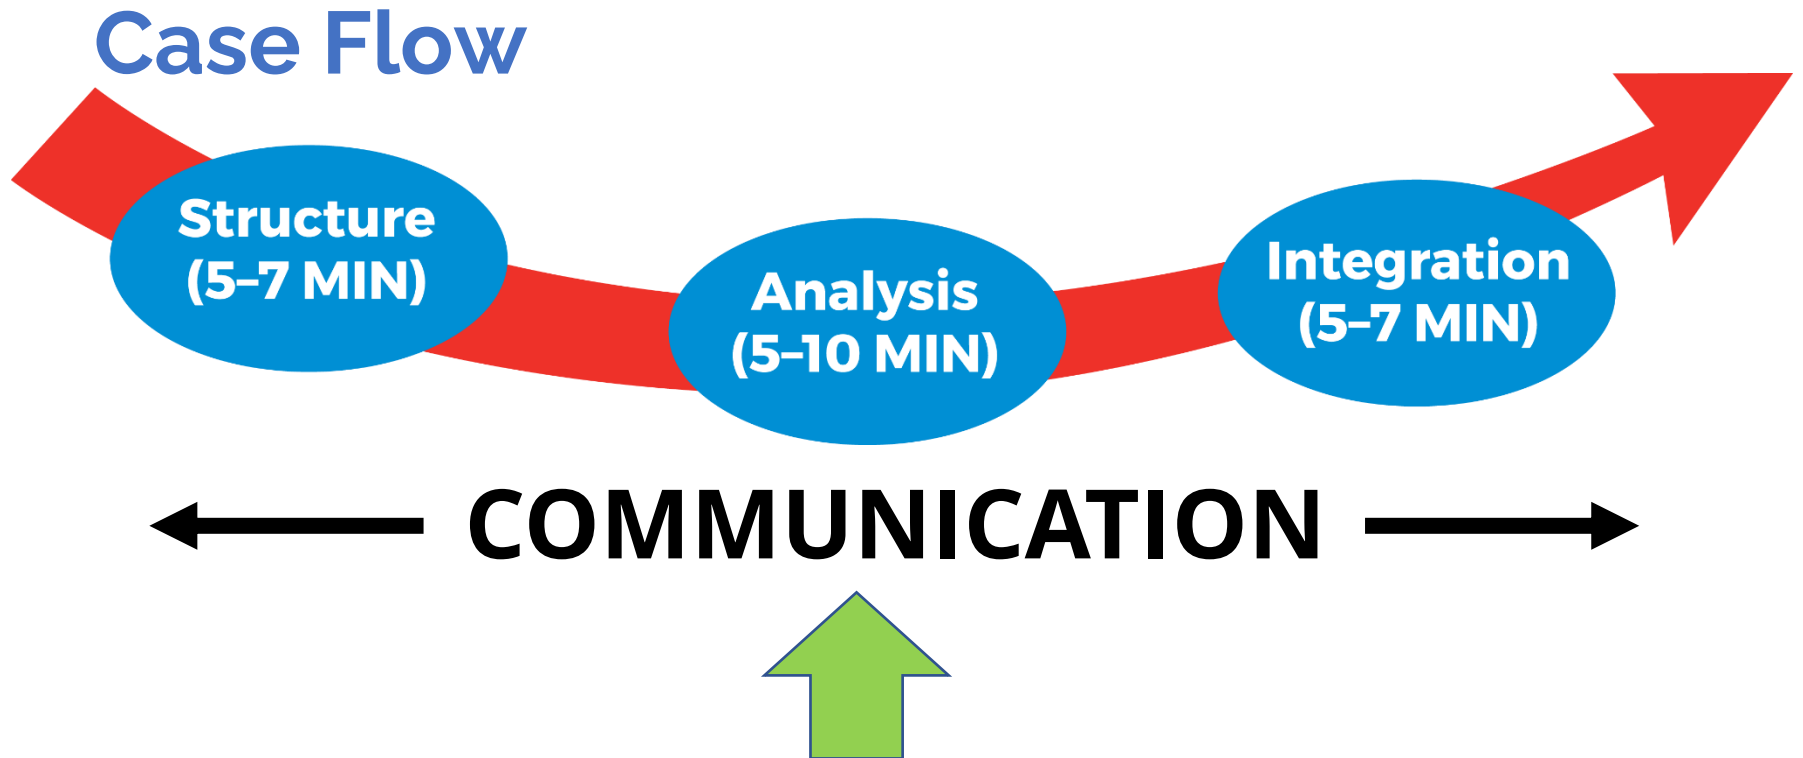 Case Flow
Structure
(5–7 MIN)
Analysis
(5–10 MIN)
Integration
(5–7 MIN)
COMMUNICATION